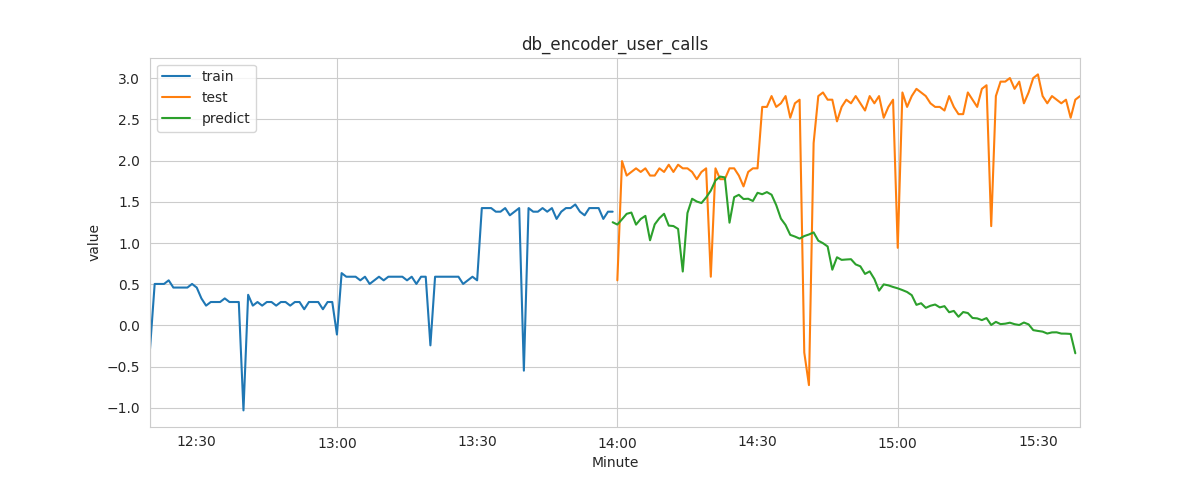 db_encoder_user_calls
train
test
predict
3.0
2.5
2.0
1.5
1.0
0.5
0.0
−0.5
−1.0
value
12:30 13:00 13:30 14:00 14:30 15:00 15:30
Minute